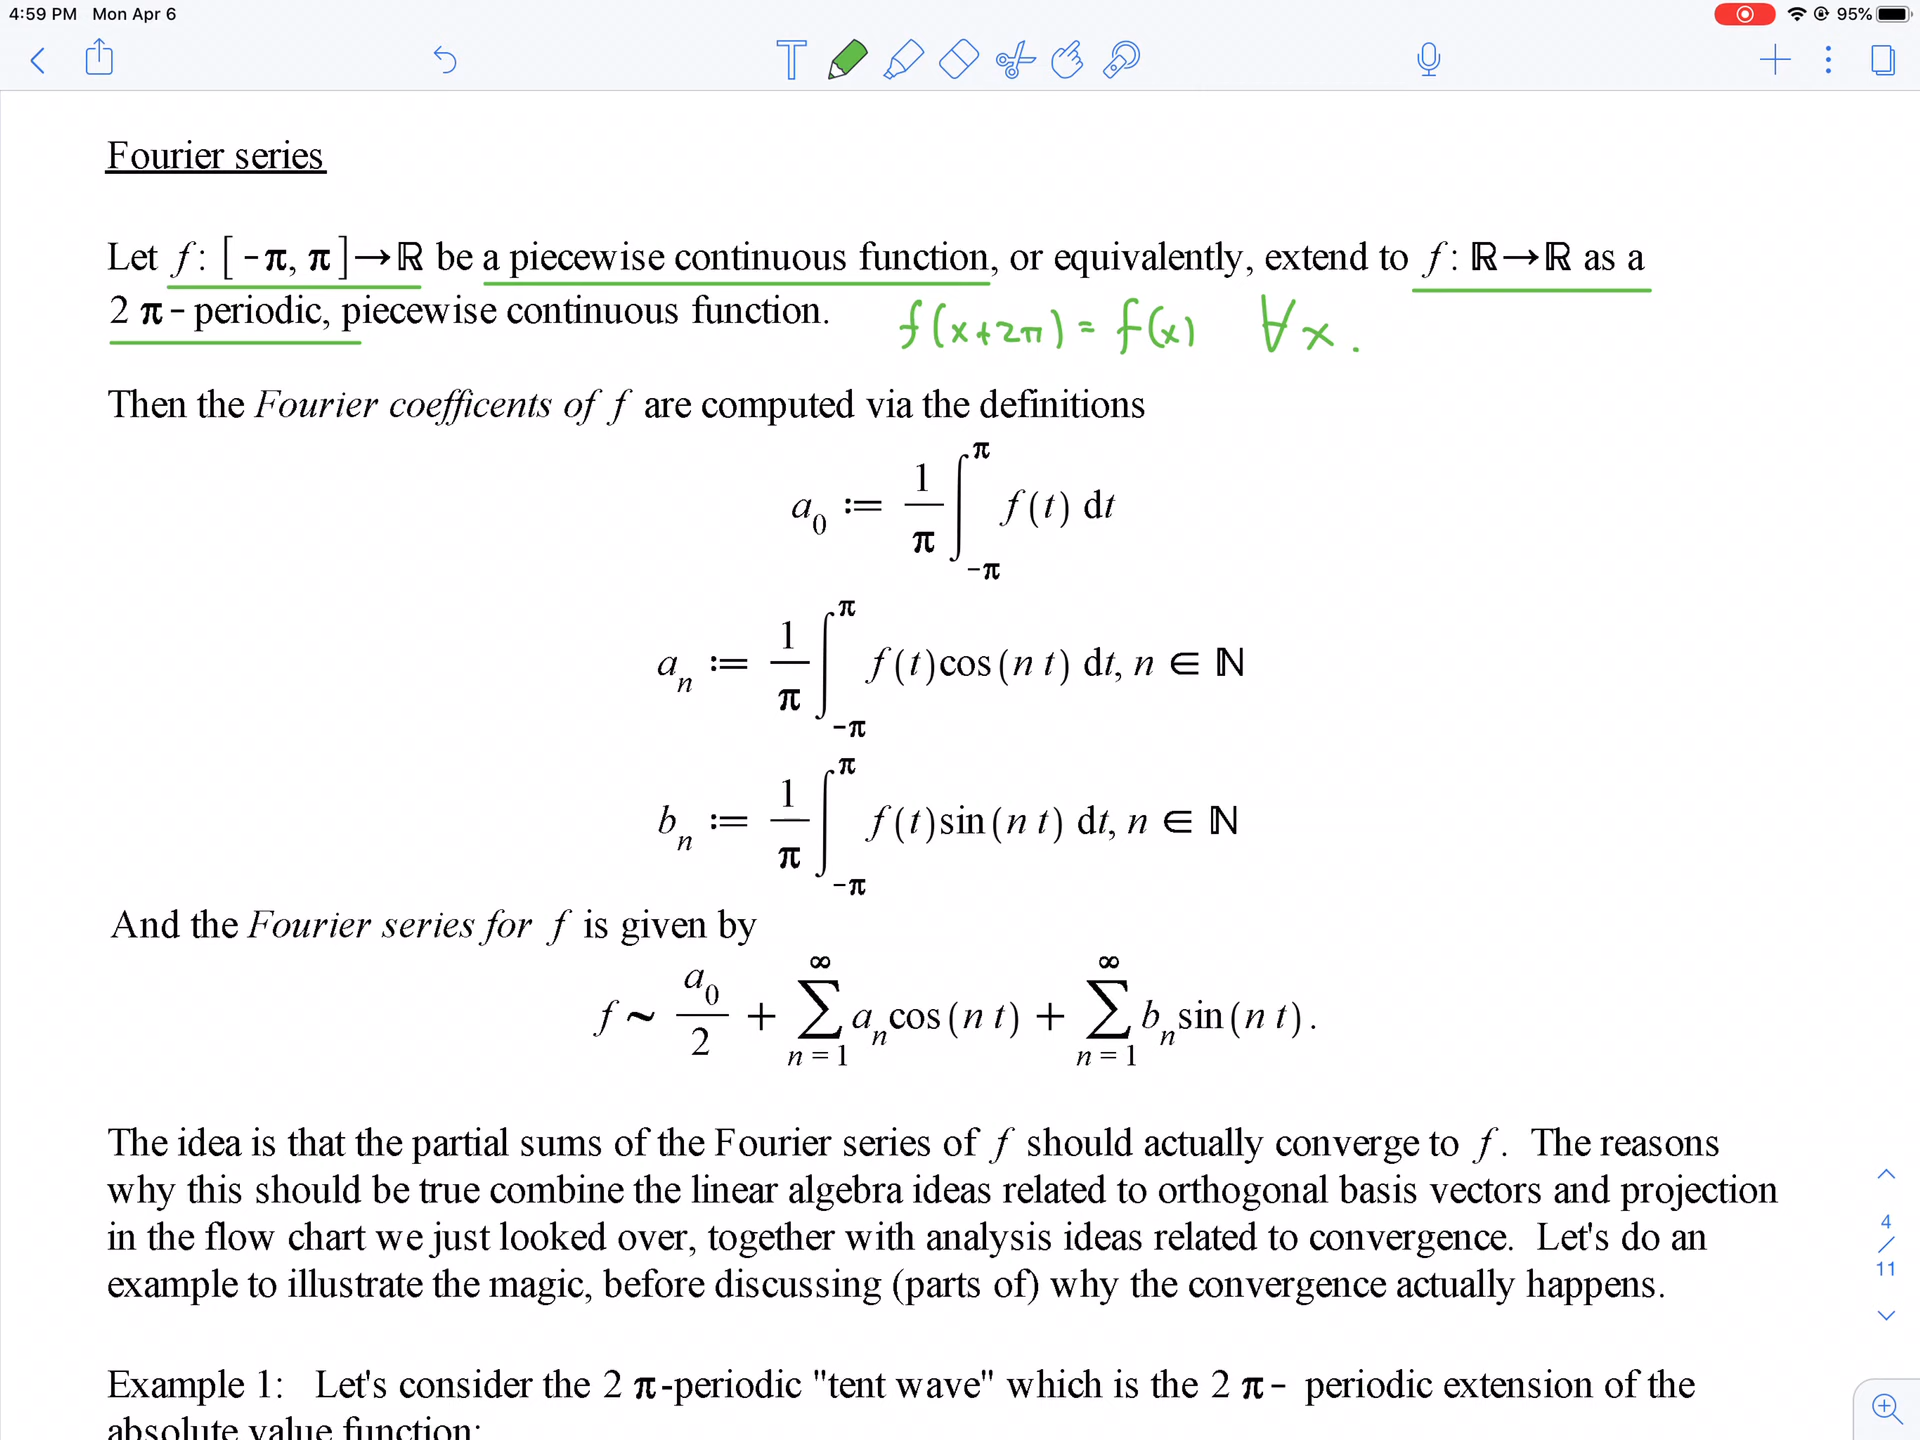 4:59 PM Mon Apr 6
95%
T
Fourier series
Let f : [ -π, π ]→ℝ be a piecewise continuous function, or equivalently, extend to f : ℝ→ℝ as a
2 π- periodic, piecewise continuous function. f(x+2π) = f(x) ∀x.
Then the Fourier coefficents of f are computed via the definitions
a_0 := 1/π ∫_{-π}^{π} f(t) dt
a_n := 1/π ∫_{-π}^{π} f(t)cos(n t) dt, n ∈ ℕ
b_n := 1/π ∫_{-π}^{π} f(t)sin(n t) dt, n ∈ ℕ
And the Fourier series for f is given by
f ~ a_0/2 + ∑_{n = 1}^{∞} a_n cos(n t) + ∑_{n = 1}^{∞} b_n sin(n t).
The idea is that the partial sums of the Fourier series of f should actually converge to f. The reasons
why this should be true combine the linear algebra ideas related to orthogonal basis vectors and projection
in the flow chart we just looked over, together with analysis ideas related to convergence. Let's do an
example to illustrate the magic, before discussing (parts of) why the convergence actually happens.
4
/
11
Example 1: Let's consider the 2 π-periodic "tent wave" which is the 2 π- periodic extension of the
absolute value function: